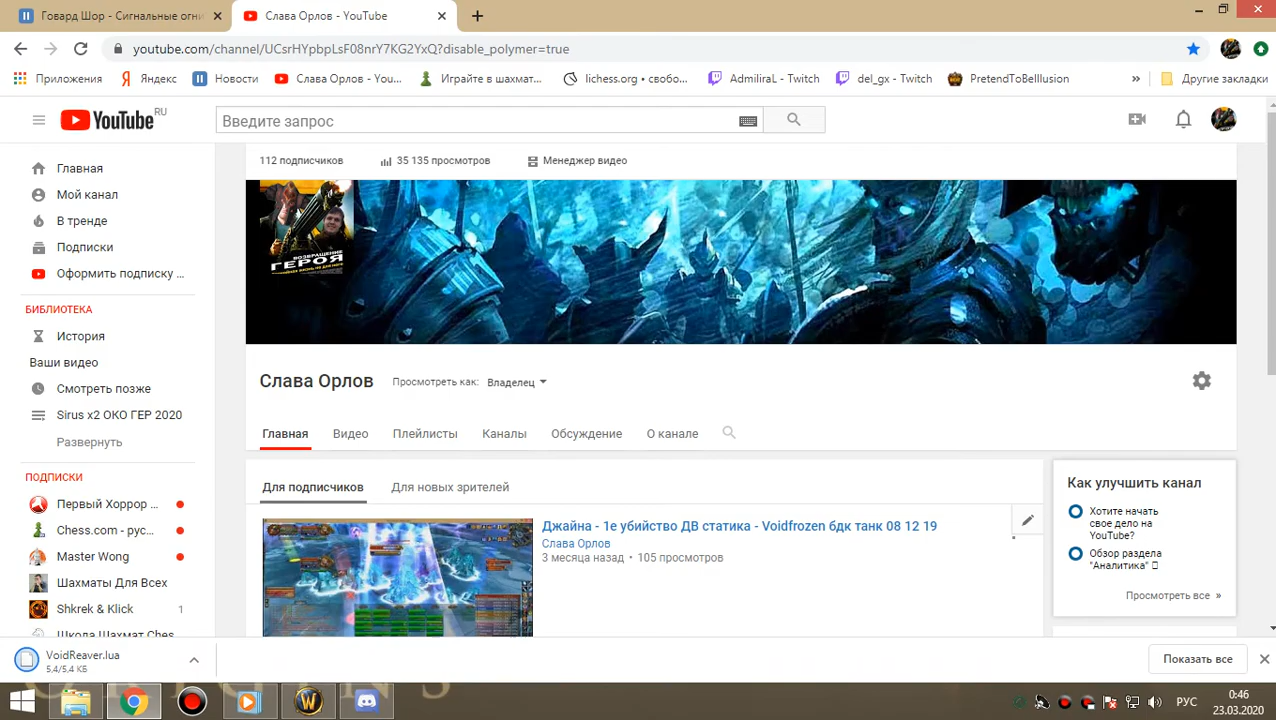 Говард Шор - Сигнальные огни
Слава Орлов - YouTube
youtube.com/channel/UCsrHYpbpLsF08nrY7KG2YxQ?disable_polymer=true
Приложения
Яндекс
Новости
Слава Орлов - You...
Играйте в шахмат...
lichess.org • свобо...
AdmiliraL - Twitch
del_gx - Twitch
PretendToBeIllusion
»
Другие закладки
YouTube RU
Введите запрос
112 подписчиков
35 135 просмотров
Менеджер видео
Главная
Мой канал
В тренде
Подписки
Оформить подписку ...
БИБЛИОТЕКА
История
Ваши видео
Смотреть позже
Sirus x2 ОКО ГЕР 2020
Развернуть
ПОДПИСКИ
Первый Хоррор ...
Chess.com - рус...
Master Wong
Шахматы Для Всех
Shkrek & Klick 1
Школа Шахмат Ches...
ВОЗВРАЩЕНИЕ
ГЕРОЯ
Слава Орлов
Просмотреть как:
Владелец
Главная
Видео
Плейлисты
Каналы
Обсуждение
О канале
Для подписчиков
Для новых зрителей
Джайна - 1е убийство ДВ статика - Voidfrozen бдк танк 08 12 19
Слава Орлов
3 месяца назад • 105 просмотров
Как улучшить канал
Хотите начать
свое дело на
YouTube?
Обзор раздела
"Аналитика"
Просмотреть все »
VoidReaver.lua
5,4/5,4 КБ
Показать все
РУС
0:46
23.03.2020